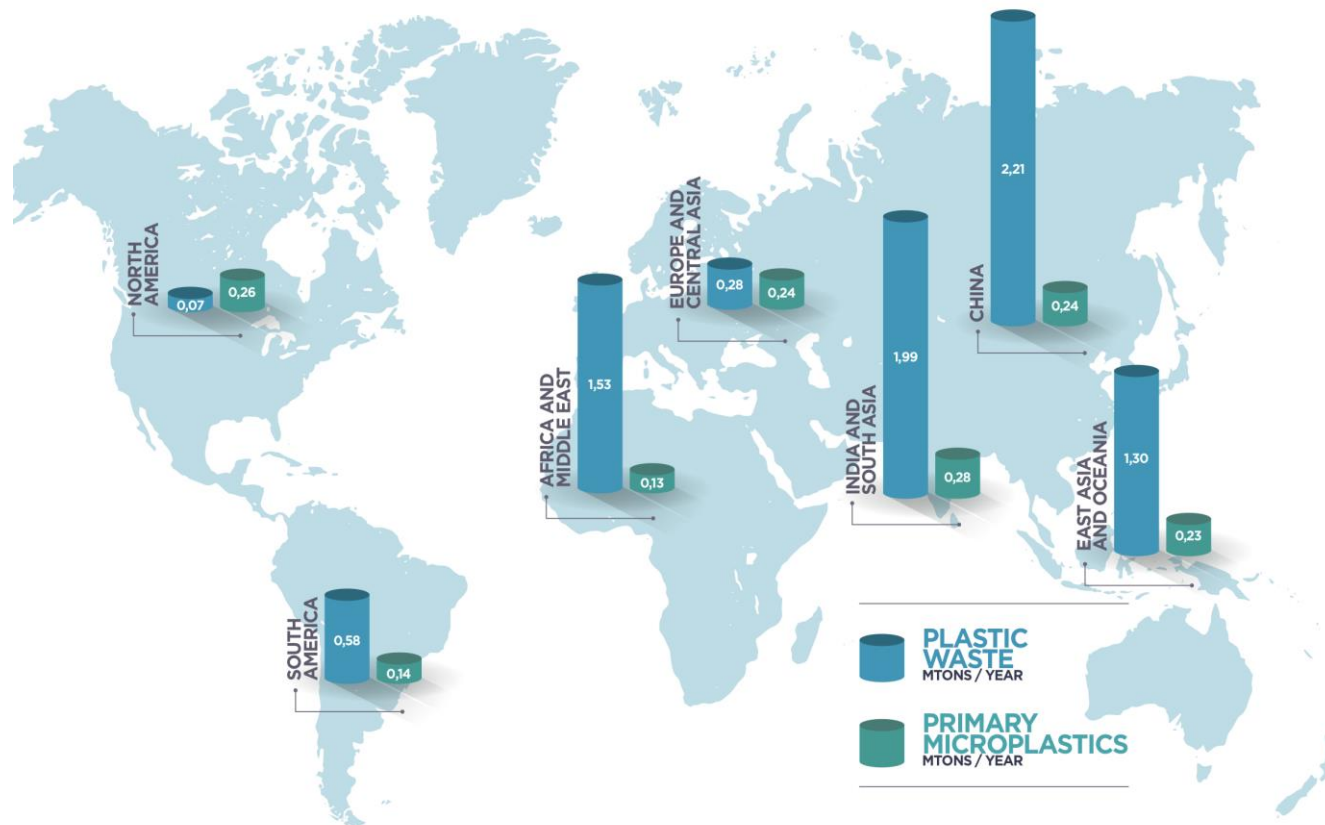 NORTH
AMERICA
0,07
0,26
SOUTH
AMERICA
0,58
0,14
AFRICA AND
MIDDLE EAST
1,53
0,13
EUROPE AND
CENTRAL ASIA
0,28
0,24
INDIA AND
SOUTH ASIA
1,99
0,28
CHINA
2,21
0,24
EAST ASIA
AND OCEANIA
1,30
0,23
PLASTIC
WASTE
MTONS / YEAR
PRIMARY
MICROPLASTICS
MTONS / YEAR